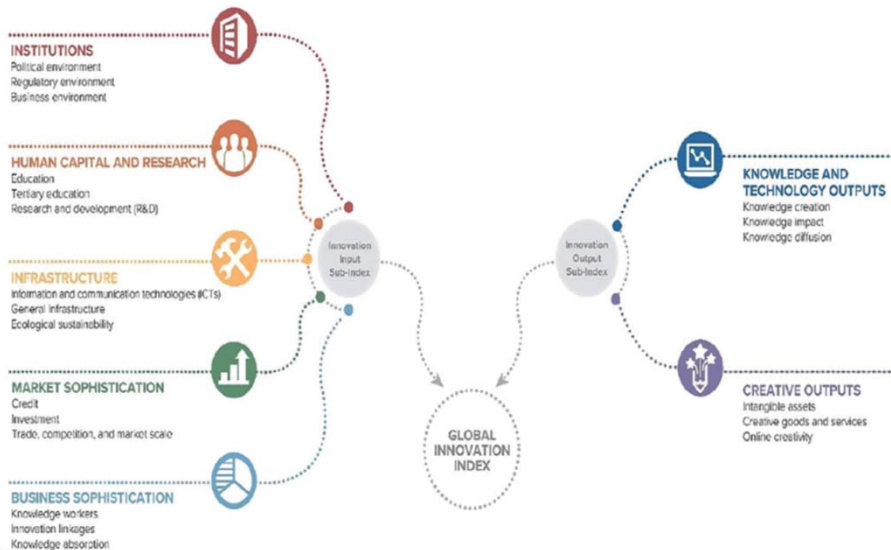 INSTITUTIONS
Political environment
Regulatory environment
Business environment
HUMAN CAPITAL AND RESEARCH
Education
Tertiary education
Research and development (R&D)
INFRASTRUCTURE
Information and communication technologies (ICTs)
General infrastructure
Ecological sustainability
MARKET SOPHISTICATION
Credit
Investment
Trade, competition, and market scale
BUSINESS SOPHISTICATION
Knowledge workers
Innovation linkages
Knowledge absorption
Innovation
Input
Sub-Index
Innovation
Output
Sub-Index
GLOBAL
INNOVATION
INDEX
KNOWLEDGE AND
TECHNOLOGY OUTPUTS
Knowledge creation
Knowledge impact
Knowledge diffusion
CREATIVE OUTPUTS
Intangible assets
Creative goods and services
Online creativity